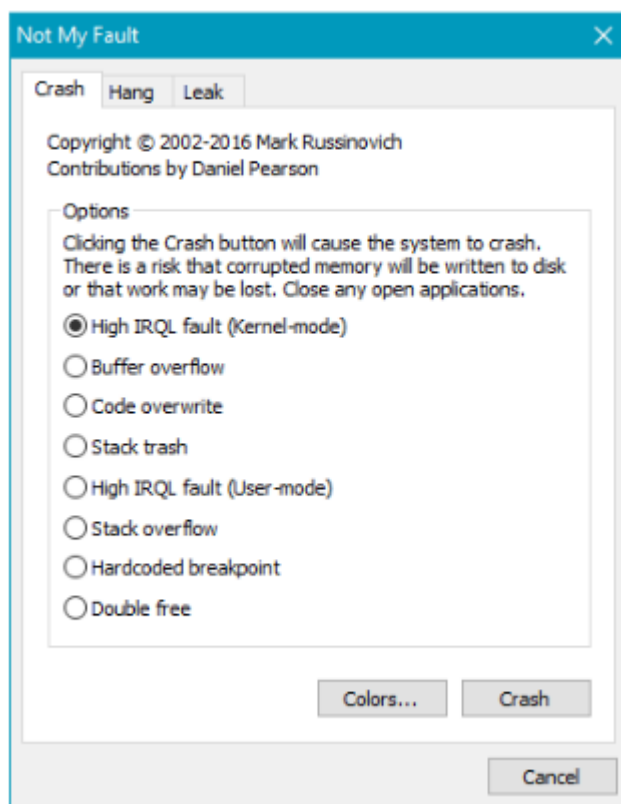 Not My Fault
Crash Hang Leak
Copyright © 2002-2016 Mark Russinovich
Contributions by Daniel Pearson
Options
Clicking the Crash button will cause the system to crash.
There is a risk that corrupted memory will be written to disk
or that work may be lost. Close any open applications.
High IRQL fault (Kernel-mode)
Buffer overflow
Code overwrite
Stack trash
High IRQL fault (User-mode)
Stack overflow
Hardcoded breakpoint
Double free
Colors... Crash
Cancel